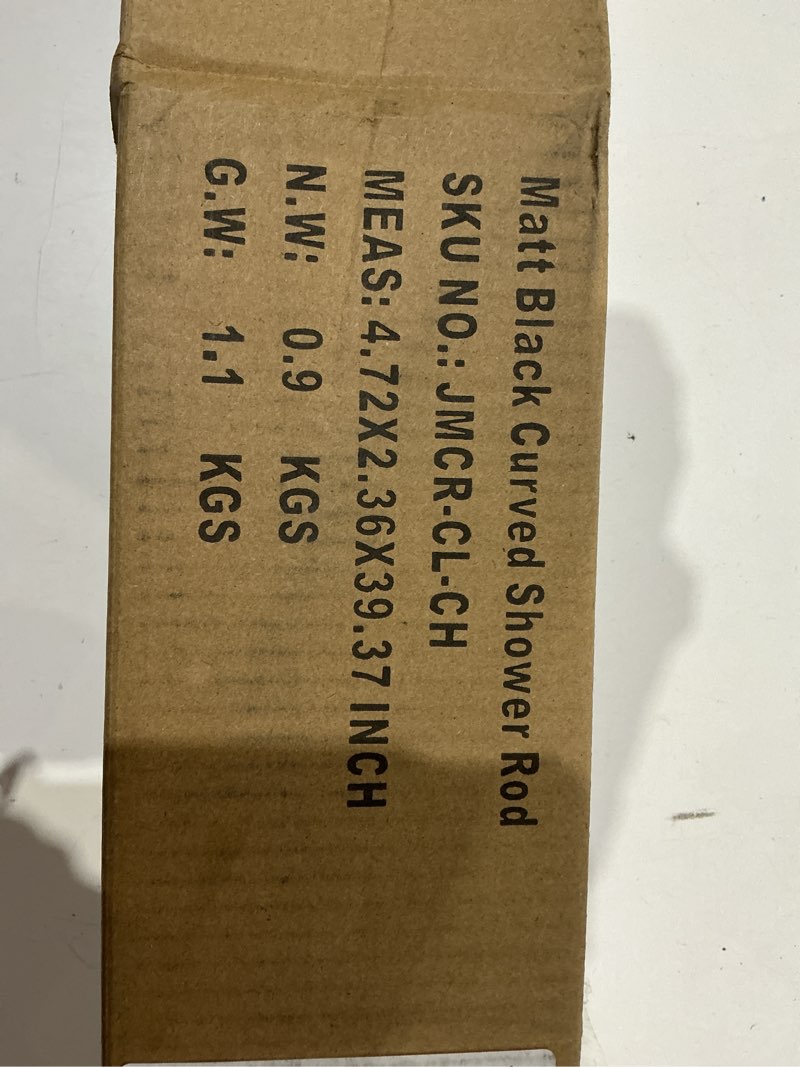 Matt Black Curved Shower Rod
SKU NO.: JMCR-CL-CH
MEAS: 4.72X2.36X39.37 INCH
N.W: 0.9 KGS
G.W: 1.1 KGS